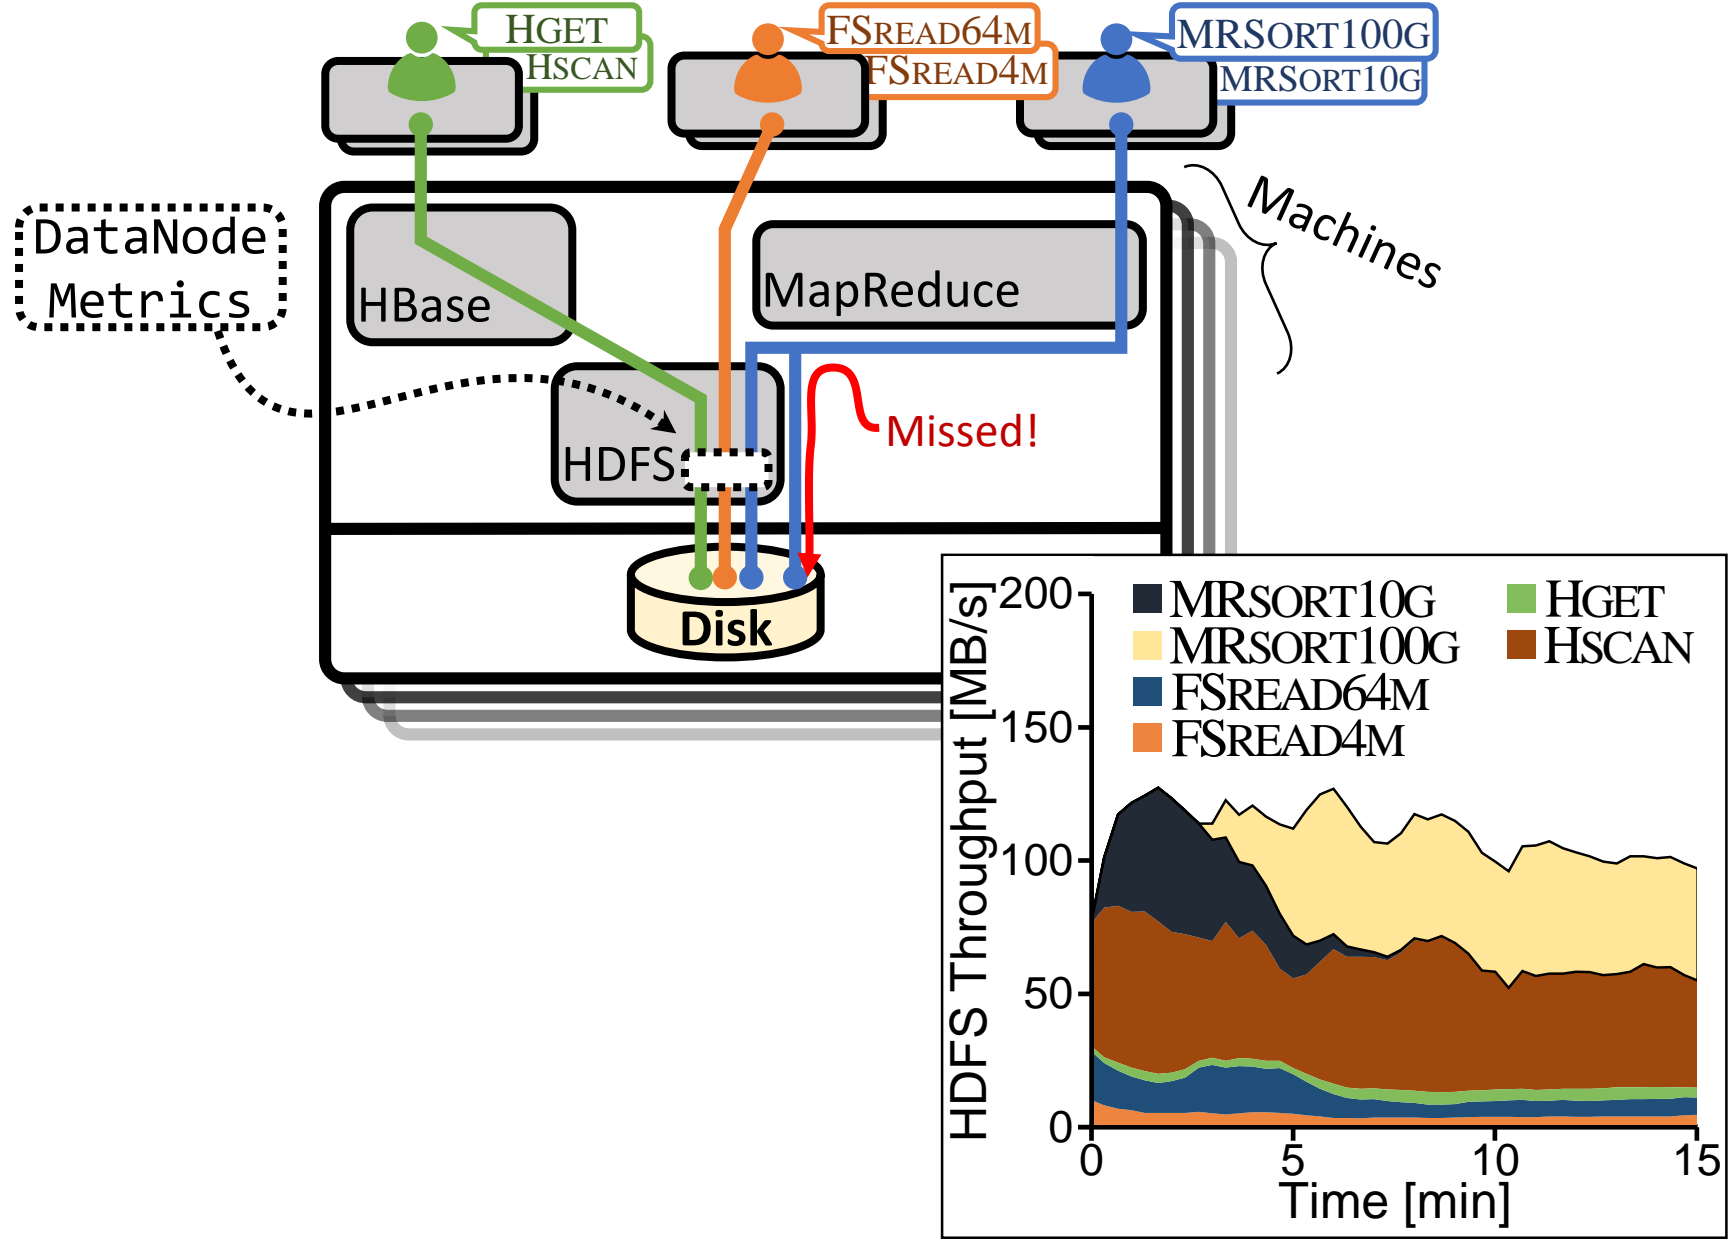 HGET
HSCAN
FSREAD64M
FSREAD4M
MRSORT100G
MRSORT10G
Machines
DataNode
Metrics
HBase
MapReduce
HDFS
Missed!
Disk
HDFS Throughput [MB/s]
200
150
100
50
0
MRSORT10G
MRSORT100G
FSREAD64M
FSREAD4M
HGET
HSCAN
0 5 10 15
Time [min]